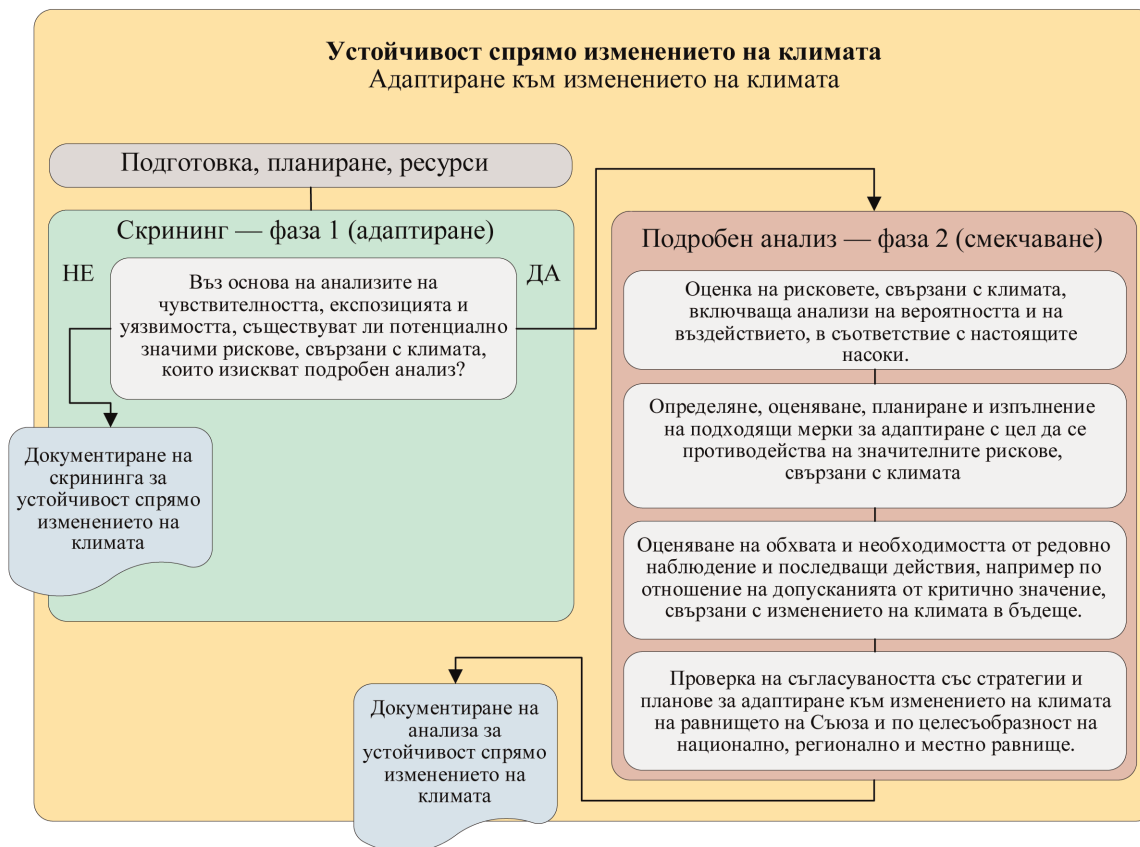 Устойчивост спрямо изменението на климата
Адаптиране към изменението на климата
Подготовка, планиране, ресурси
Скрининг — фаза 1 (адаптиране)
НЕ
ДА
Въз основа на анализите на
чувствителността, експозицията и
уязвимостта, съществуват ли потенциално
значими рискове, свързани с климата,
които изискват подробен анализ?
Документиране на
скрининга за
устойчивост спрямо
изменението на
климата
Подробен анализ — фаза 2 (смекчаване)
Оценка на рисковете, свързани с климата,
включваща анализи на вероятността и на
въздействието, в съответствие с настоящите
насоки.
Определяне, оценяване, планиране и изпълнение
на подходящи мерки за адаптиране с цел да се
противодейства на значителните рискове,
свързани с климата
Оценяване на обхвата и необходимостта от редовно
наблюдение и последващи действия, например по
отношение на допусканията от критично значение,
свързани с изменението на климата в бъдеще.
Проверка на съгласуваността със стратегии и
планове за адаптиране към изменението на климата
на равнището на Съюза и по целесъобразност на
национално, регионално и местно равнище.
Документиране на
анализа за
устойчивост спрямо
изменението на
климата